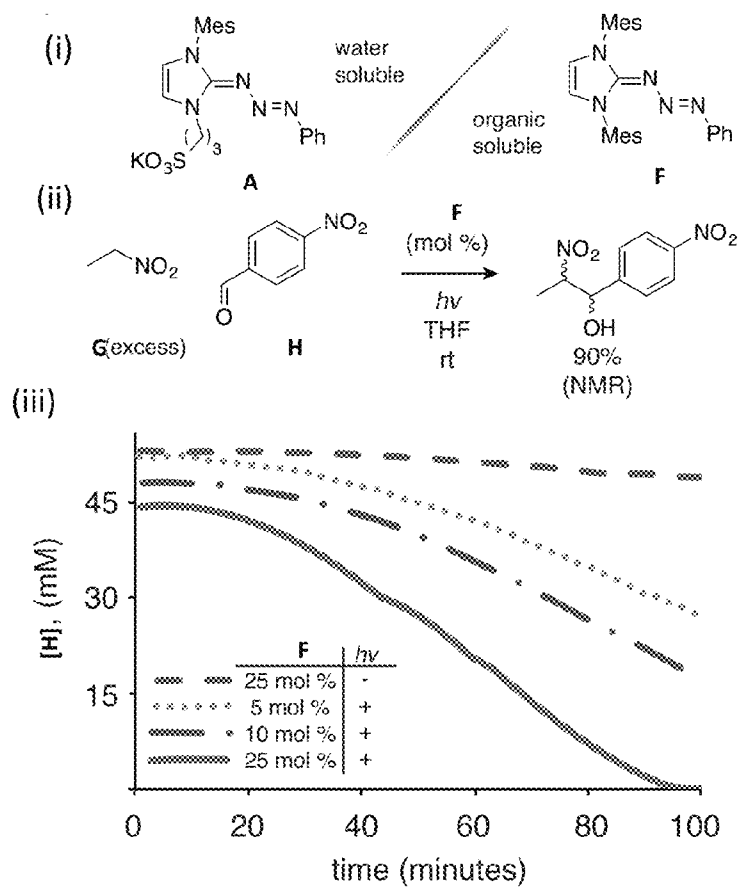 (i)
Mes
N
N
N
N=N
Ph
( )3
KO3S
A
water
soluble
organic
soluble
Mes
N
N
Mes
N
N=N
Ph
F
(ii)
NO2
G(excess)
NO2
O
H
F
(mol %)
hν
THF
rt
NO2
NO2
OH
90%
(NMR)
(iii)
[H], (mM)
45
30
15
F hν
25 mol % -
5 mol % +
10 mol % +
25 mol % +
0 20 40 60 80 100
time (minutes)